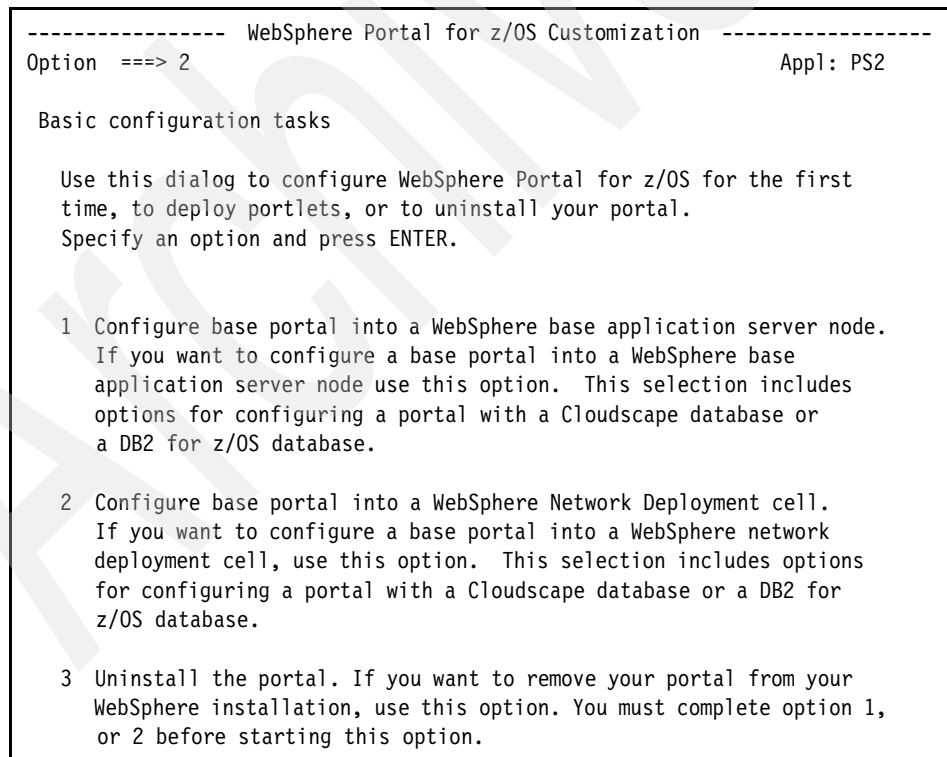 ----------------- WebSphere Portal for z/OS Customization ------------------
Option ===> 2 Appl: PS2
Basic configuration tasks
Use this dialog to configure WebSphere Portal for z/OS for the first
time, to deploy portlets, or to uninstall your portal.
Specify an option and press ENTER.
1 Configure base portal into a WebSphere base application server node.
If you want to configure a base portal into a WebSphere base
application server node use this option. This selection includes
options for configuring a portal with a Cloudscape database or
a DB2 for z/OS database.
2 Configure base portal into a WebSphere Network Deployment cell.
If you want to configure a base portal into a WebSphere network
deployment cell, use this option. This selection includes options
for configuring a portal with a Cloudscape database or a DB2 for
z/OS database.
3 Uninstall the portal. If you want to remove your portal from your
WebSphere installation, use this option. You must complete option 1,
or 2 before starting this option.